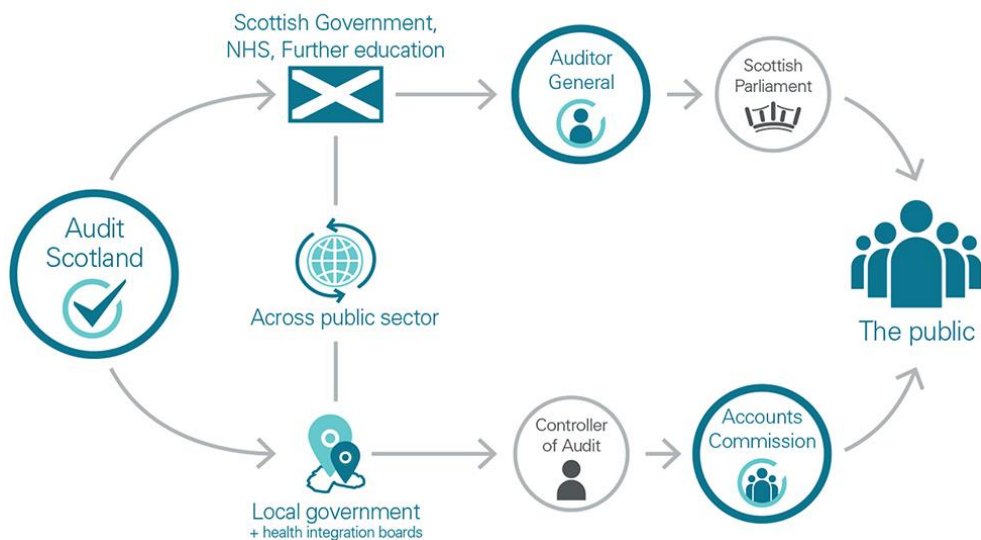 Scottish Government,
NHS, Further education
Auditor
General
Scottish
Parliament
Audit
Scotland
Across public sector
The public
Local government
+ health integration boards
Controller
of Audit
Accounts
Commission